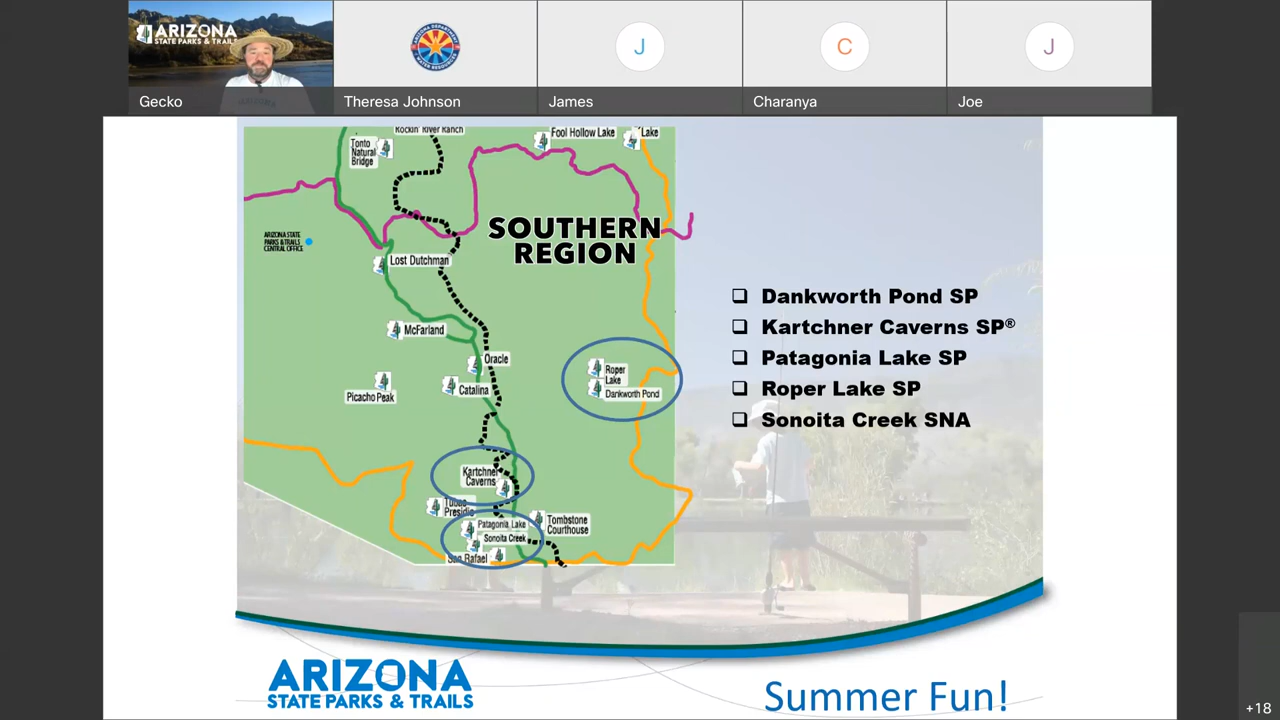 ARIZONA
STATE PARKS & TRAILS
Gecko
Theresa Johnson
J
James
C
Charanya
J
Joe
Rockin' River Ranch
Fool Hollow Lake
Lake
Tonto
Natural
Bridge
SOUTHERN
REGION
ARIZONA STATE
PARKS & TRAILS
CENTRAL OFFICE
Lost Dutchman
McFarland
Oracle
Catalina
Picacho Peak
Roper
Lake
Dankworth Pond
Kartchner
Caverns
Tubac
Presidio
Patagonia Lake
Sonoita Creek
San Rafael
Tombstone
Courthouse
❑ Dankworth Pond SP
❑ Kartchner Caverns SP®
❑ Patagonia Lake SP
❑ Roper Lake SP
❑ Sonoita Creek SNA
ARIZONA
STATE PARKS & TRAILS
Summer Fun!
+18